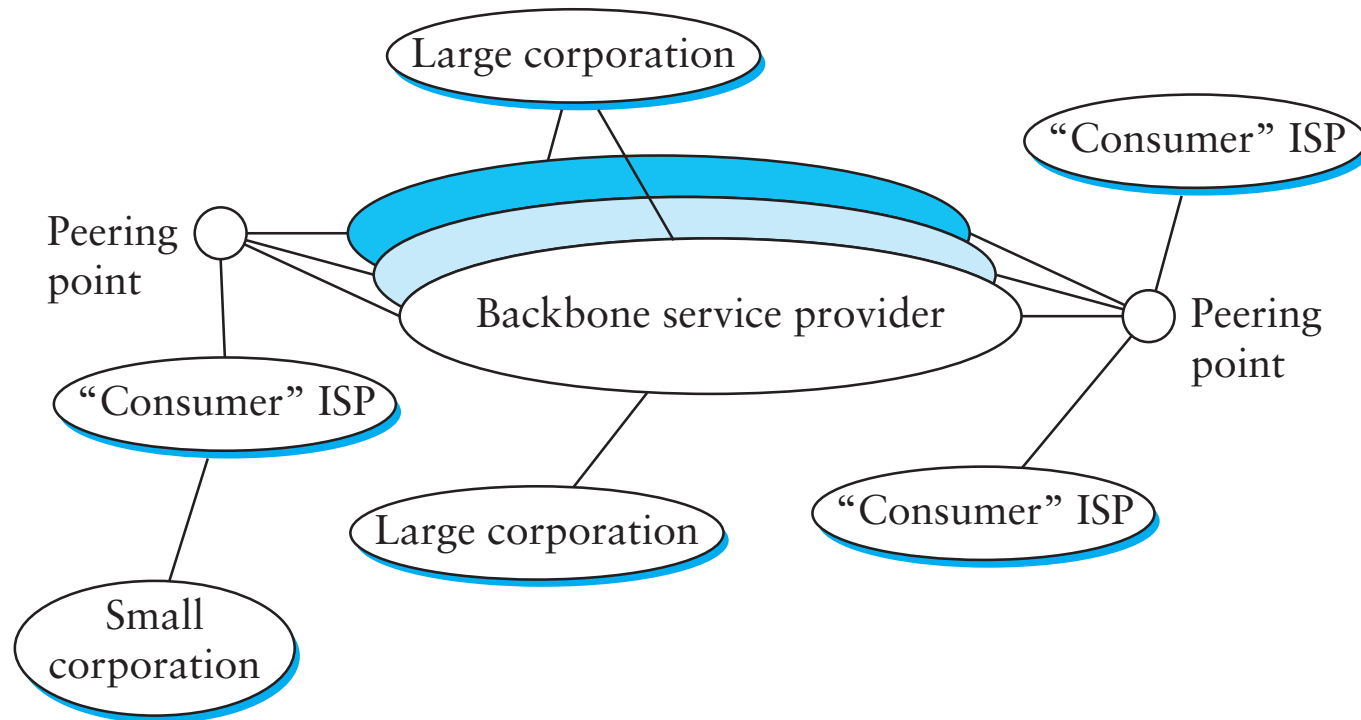 Large corporation
“Consumer” ISP
Peering
point
Backbone service provider
Peering
point
“Consumer” ISP
Large corporation
“Consumer” ISP
Small
corporation